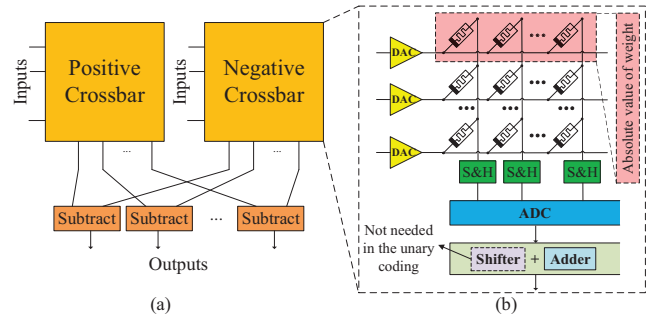 Inputs
Positive
Crossbar
Inputs
Negative
Crossbar
...
...
Subtract
Subtract
...
Subtract
Outputs
(a)
DAC
DAC
DAC
...
...
...
...
...
Absolute value of weight
S&H
S&H
S&H
ADC
Not needed
in the unary
coding
Shifter + Adder
(b)